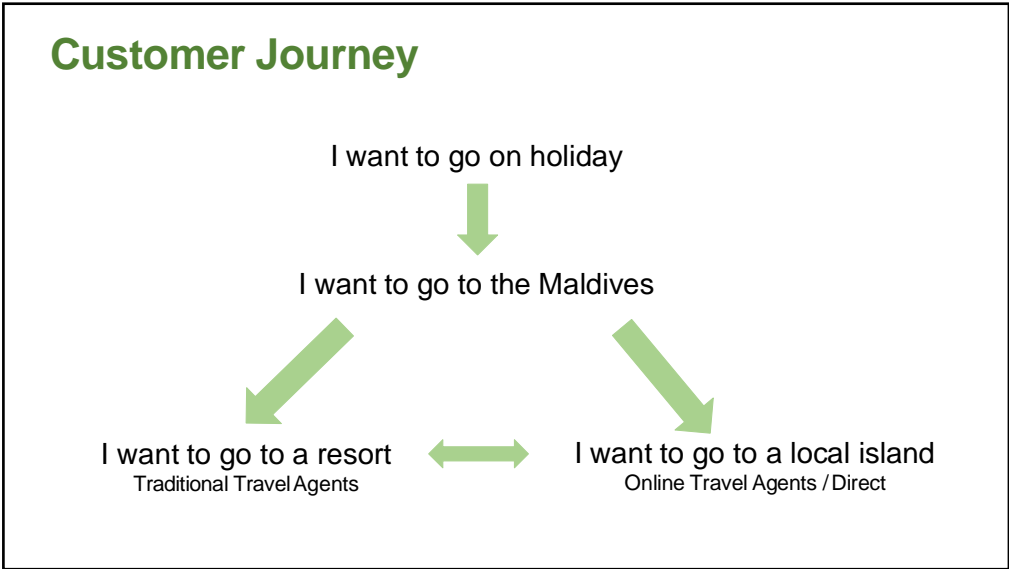 Customer Journey
I want to go on holiday
I want to go to the Maldives
I want to go to a resort
Traditional Travel Agents
I want to go to a local island
Online Travel Agents / Direct